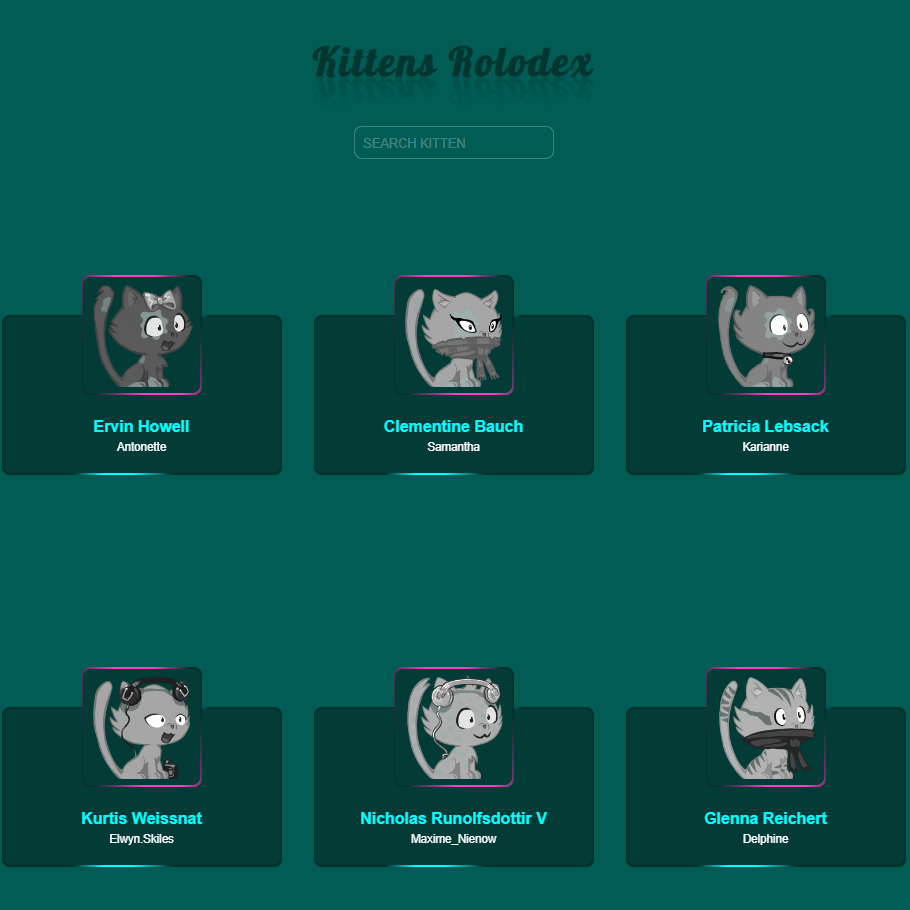 Kittens Rolodex
SEARCH KITTEN
Ervin Howell
Antonette
Clementine Bauch
Samantha
Patricia Lebsack
Karianne
Kurtis Weissnat
Elwyn.Skiles
Nicholas Runolfsdottir V
Maxime_Nienow
Glenna Reichert
Delphine